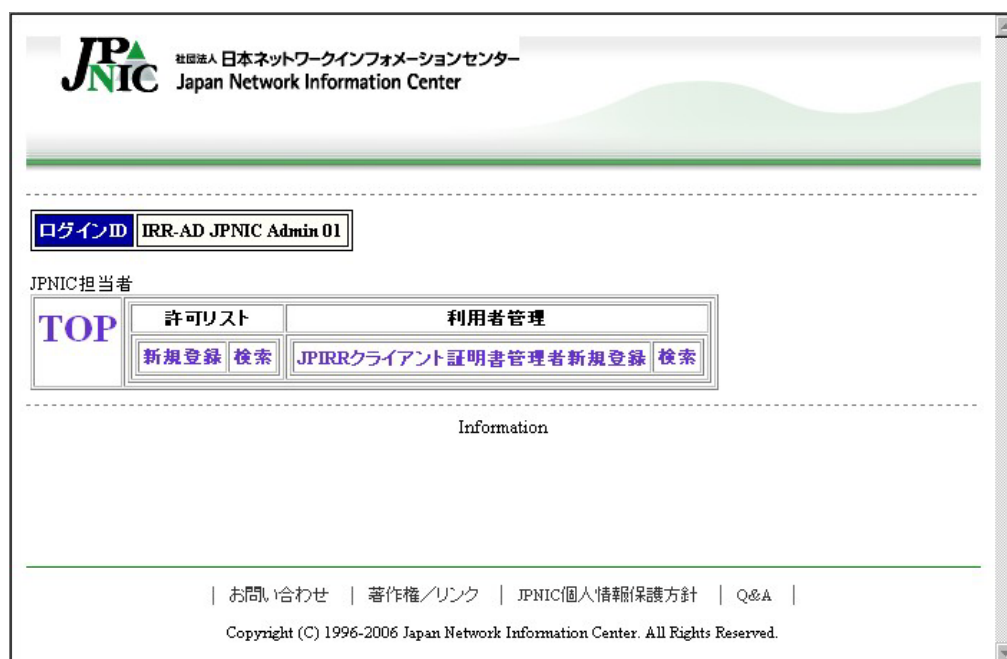 JPNIC
社団法人 日本ネットワークインフォメーションセンター
Japan Network Information Center
ログインID IRR-AD JPNIC Admin 01
JPNIC担当者
TOP 許可リスト 利用者管理
新規登録 検索 JPIRRクライアント証明書管理者新規登録 検索
Information
| お問い合わせ | 著作権／リンク | JPNIC個人情報保護方針 | Q&A |
Copyright (C) 1996-2006 Japan Network Information Center. All Rights Reserved.